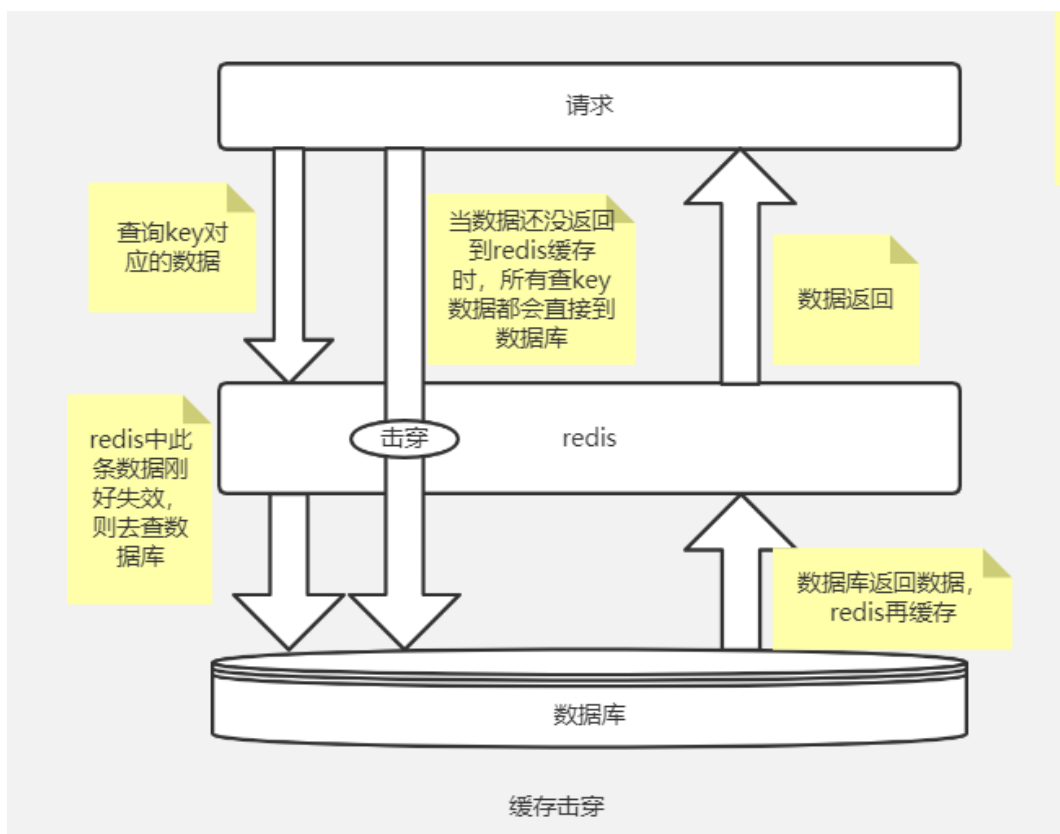 请求
查询key对
应的数据
当数据还没返回
到redis缓存
时，所有查key
数据都会直接到
数据库
数据返回
redis中此
条数据刚
好失效，
则去查数
据库
击穿
redis
数据库返回数据，
redis再缓存
数据库
缓存击穿